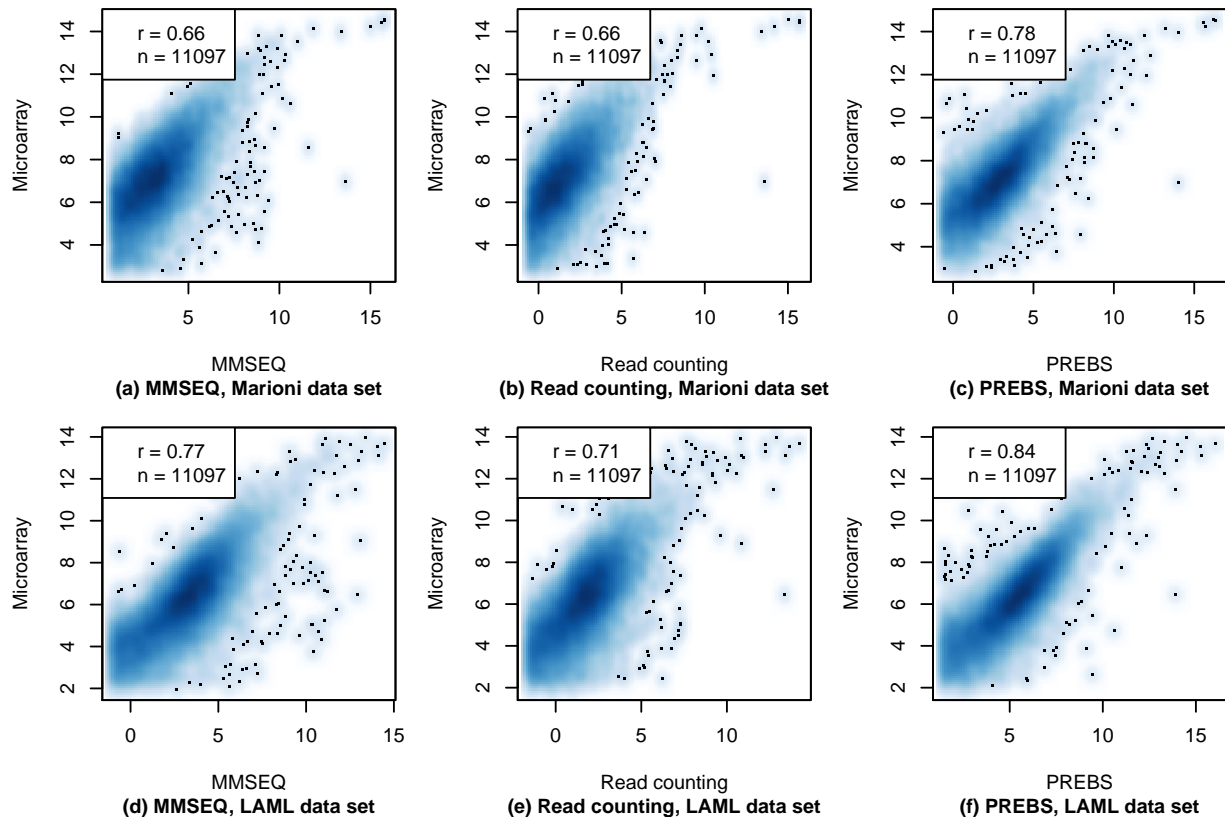 r = 0.66
n = 11097
4 6 8 10 12 14
Microarray
5 10 15
MMSEQ
(a) MMSEQ, Marioni data set
r = 0.66
n = 11097
4 6 8 10 12 14
Microarray
0 5 10 15
Read counting
(b) Read counting, Marioni data set
r = 0.78
n = 11097
4 6 8 10 12 14
Microarray
0 5 10 15
PREBS
(c) PREBS, Marioni data set
r = 0.77
n = 11097
2 4 6 8 10 12 14
Microarray
0 5 10 15
MMSEQ
(d) MMSEQ, LAML data set
r = 0.71
n = 11097
2 4 6 8 10 12 14
Microarray
0 5 10
Read counting
(e) Read counting, LAML data set
r = 0.84
n = 11097
2 4 6 8 10 12 14
Microarray
5 10 15
PREBS
(f) PREBS, LAML data set